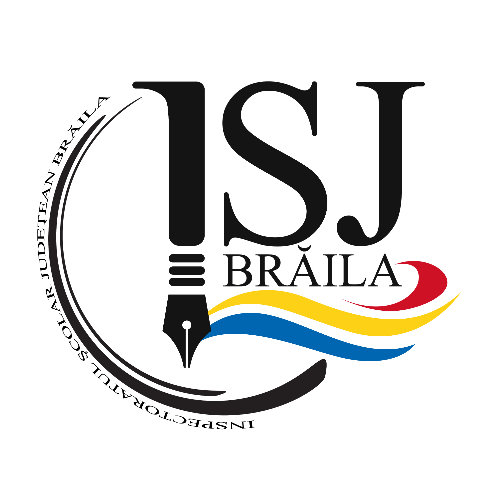 ISJ
BRĂILA
INSPECTORATUL ȘCOLAR JUDEȚEAN BRĂILA